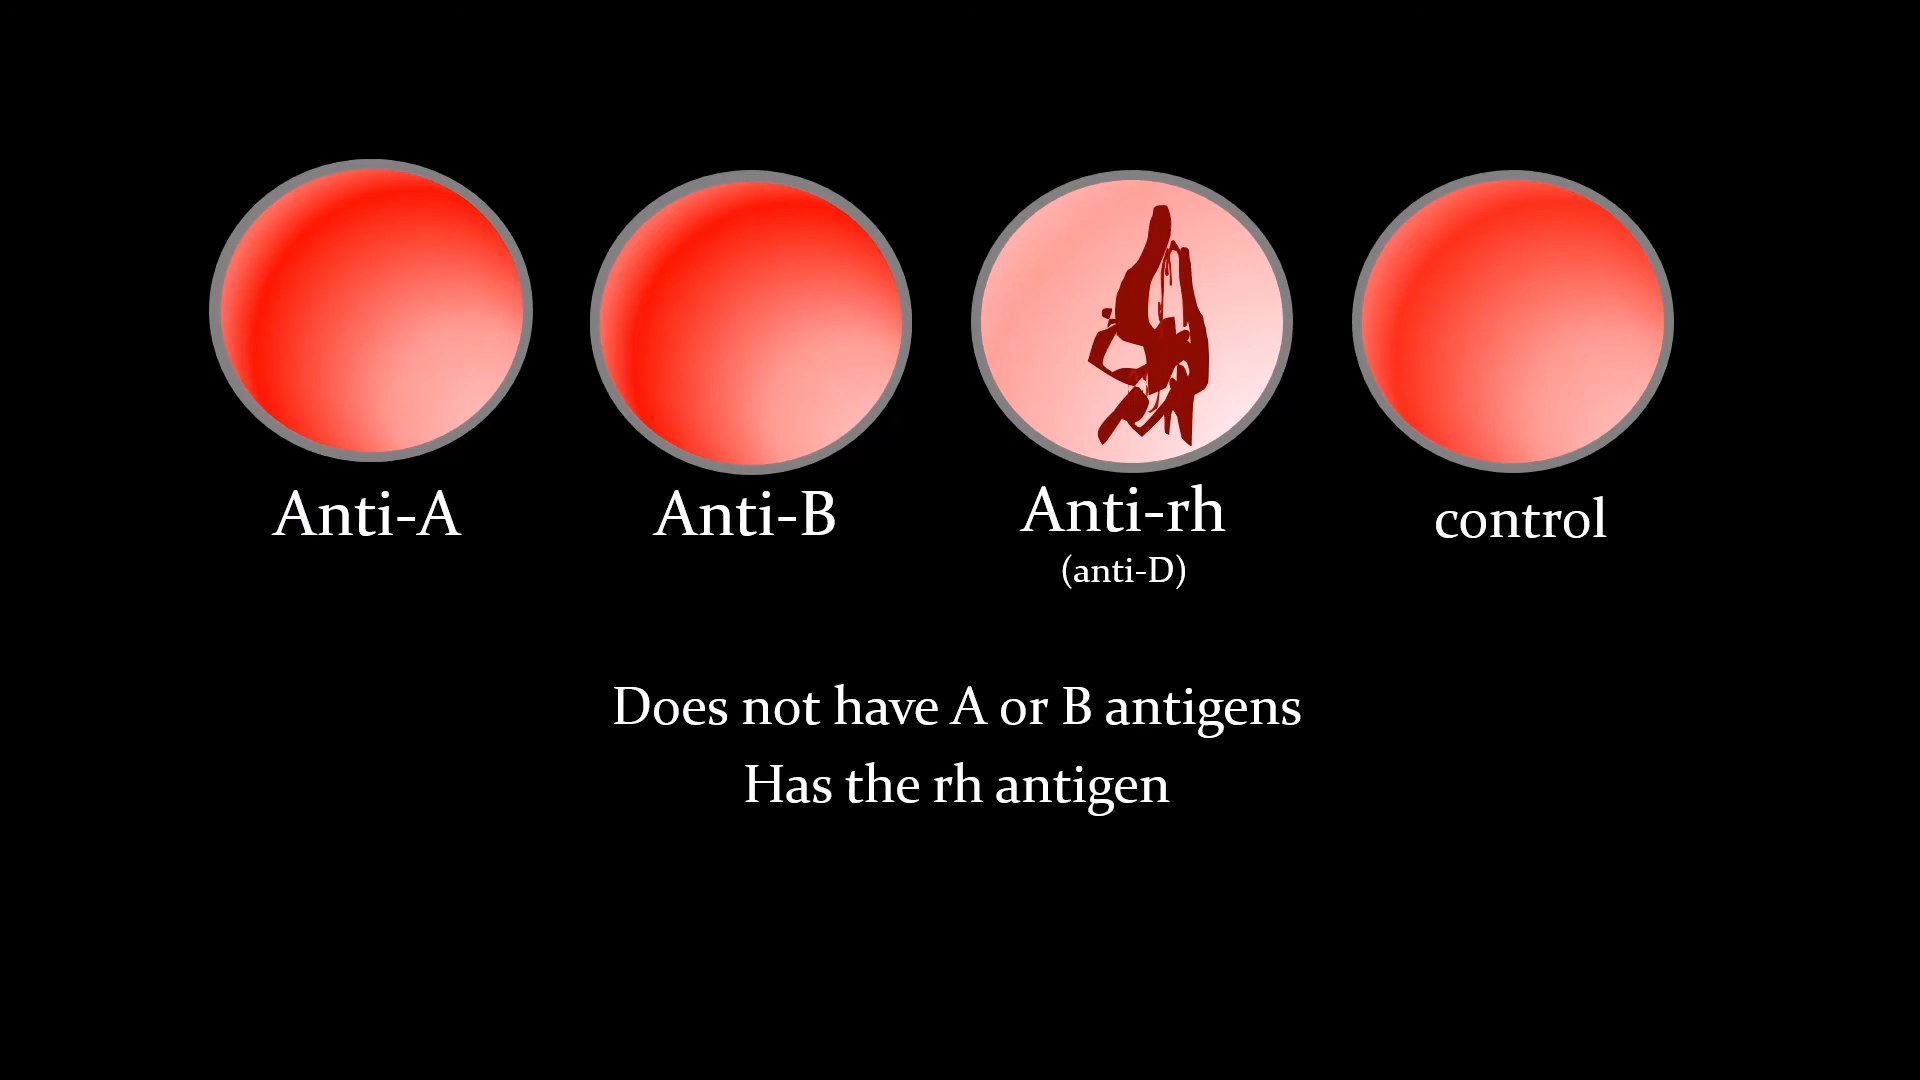 Anti-A
Anti-B
Anti-rh
control
(anti-D)
Does not have A or B antigens
Has the rh antigen